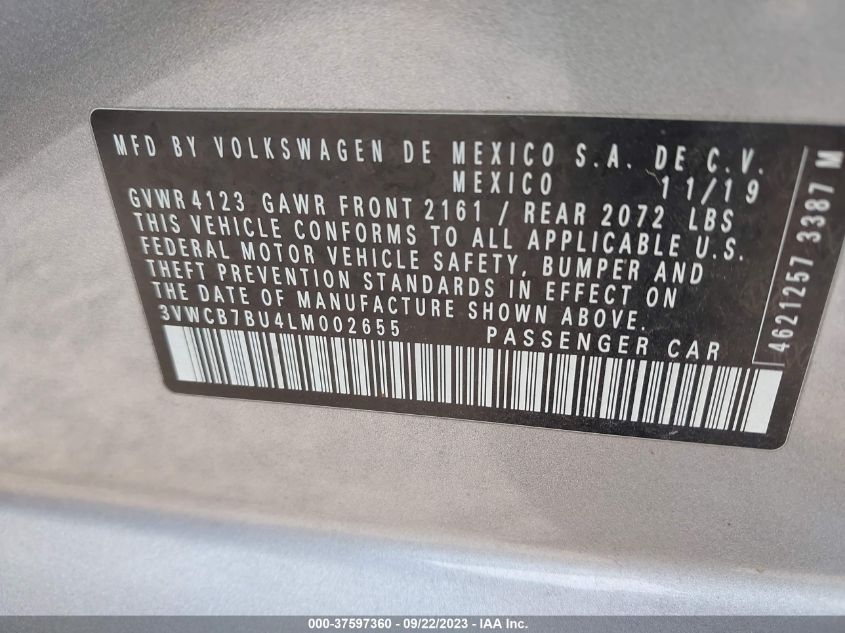 MFD BY VOLKSWAGEN DE MEXICO S.A. DE C.V.
MEXICO 11/19
GVWR 4123 GAWR FRONT 2161 / REAR 2072 LBS
THIS VEHICLE CONFORMS TO ALL APPLICABLE U.S.
FEDERAL MOTOR VEHICLE SAFETY, BUMPER AND
THEFT PREVENTION STANDARDS IN EFFECT ON
THE DATE OF MANUFACTURE SHOWN ABOVE.
3VWCB7BU4LM002655 PASSENGER CAR
4621257 3387 M
000-37597360 - 09/22/2023 - IAA Inc.